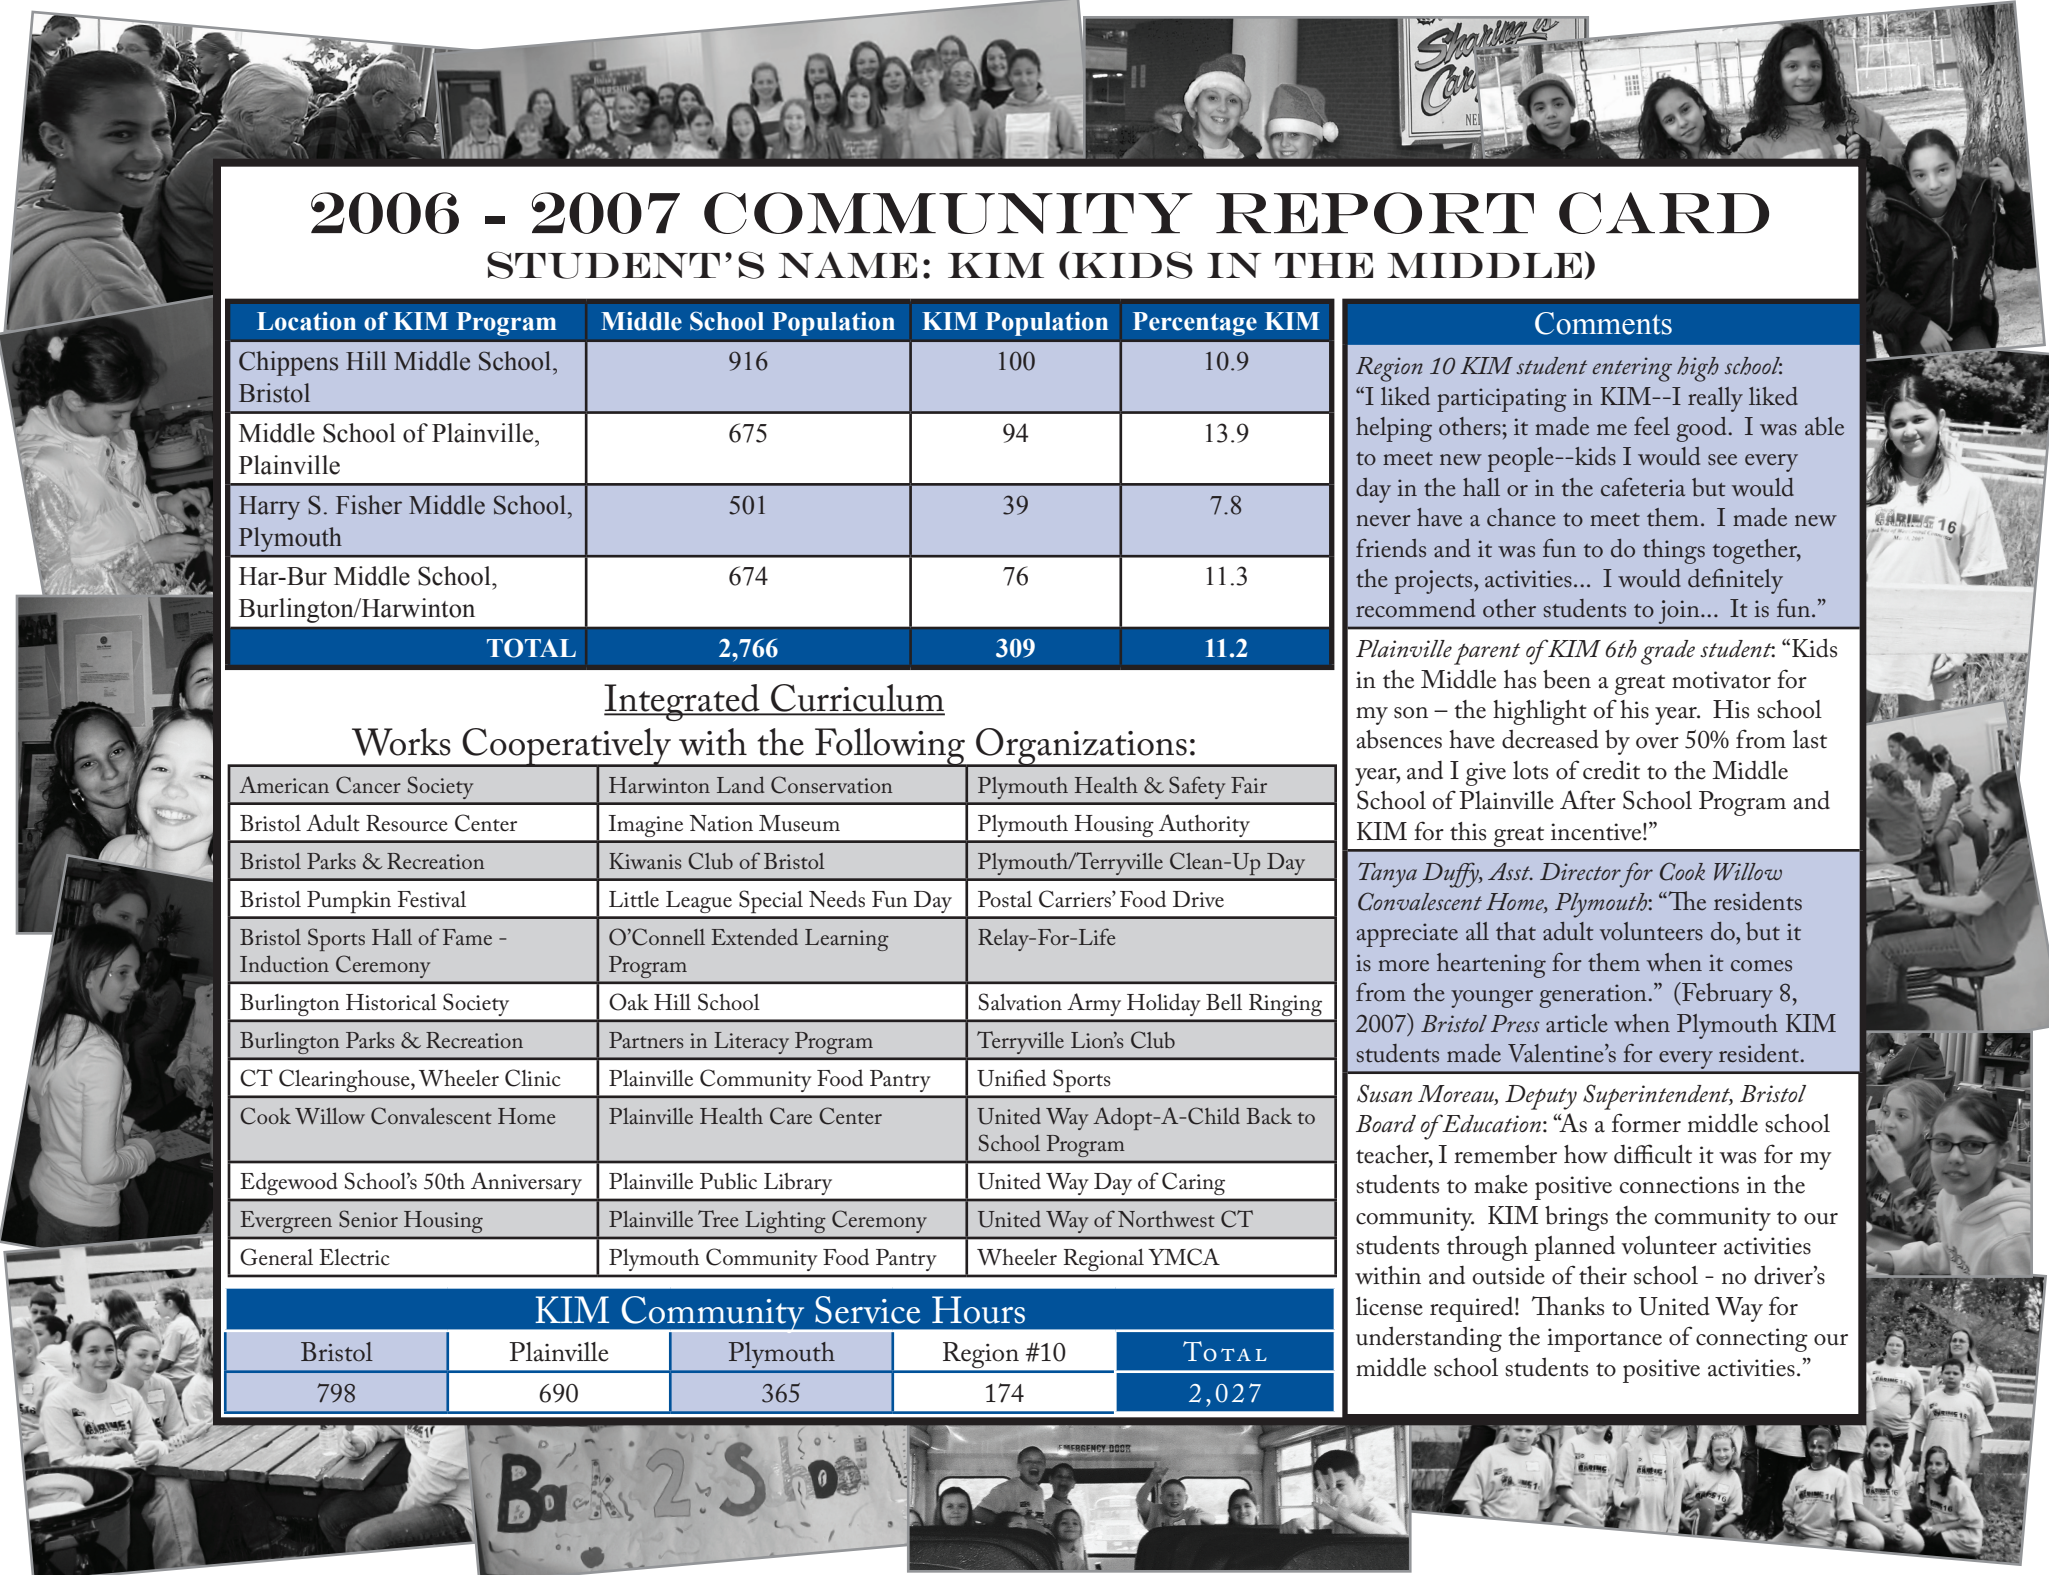 Sharing is
Caring
NE
2006 - 2007 COMMUNITY REPORT CARD
STUDENT'S NAME: KIM (KIDS IN THE MIDDLE)
Location of KIM Program Middle School Population KIM Population Percentage KIM
Chippens Hill Middle School, 916 100 10.9
Bristol
Middle School of Plainville, 675 94 13.9
Plainville
Harry S. Fisher Middle School, 501 39 7.8
Plymouth
Har-Bur Middle School, 674 76 11.3
Burlington/Harwinton
TOTAL 2,766 309 11.2
Integrated Curriculum
Works Cooperatively with the Following Organizations:
American Cancer Society Harwinton Land Conservation Plymouth Health & Safety Fair
Bristol Adult Resource Center Imagine Nation Museum Plymouth Housing Authority
Bristol Parks & Recreation Kiwanis Club of Bristol Plymouth/Terryville Clean-Up Day
Bristol Pumpkin Festival Little League Special Needs Fun Day Postal Carriers' Food Drive
Bristol Sports Hall of Fame - O'Connell Extended Learning Relay-For-Life
Induction Ceremony Program
Burlington Historical Society Oak Hill School Salvation Army Holiday Bell Ringing
Burlington Parks & Recreation Partners in Literacy Program Terryville Lion's Club
CT Clearinghouse, Wheeler Clinic Plainville Community Food Pantry Unified Sports
Cook Willow Convalescent Home Plainville Health Care Center United Way Adopt-A-Child Back to
School Program
Edgewood School's 50th Anniversary Plainville Public Library United Way Day of Caring
Evergreen Senior Housing Plainville Tree Lighting Ceremony United Way of Northwest CT
General Electric Plymouth Community Food Pantry Wheeler Regional YMCA
KIM Community Service Hours
Bristol Plainville Plymouth Region #10 TOTAL
798 690 365 174 2,027
Comments
Region 10 KIM student entering high school:
“I liked participating in KIM--I really liked
helping others; it made me feel good. I was able
to meet new people--kids I would see every
day in the hall or in the cafeteria but would
never have a chance to meet them. I made new
friends and it was fun to do things together,
the projects, activities... I would definitely
recommend other students to join... It is fun.”
Plainville parent of KIM 6th grade student: “Kids
in the Middle has been a great motivator for
my son – the highlight of his year. His school
absences have decreased by over 50% from last
year, and I give lots of credit to the Middle
School of Plainville After School Program and
KIM for this great incentive!”
Tanya Duffy, Asst. Director for Cook Willow
Convalescent Home, Plymouth: “The residents
appreciate all that adult volunteers do, but it
is more heartening for them when it comes
from the younger generation.” (February 8,
2007) Bristol Press article when Plymouth KIM
students made Valentine's for every resident.
Susan Moreau, Deputy Superintendent, Bristol
Board of Education: “As a former middle school
teacher, I remember how difficult it was for my
students to make positive connections in the
community. KIM brings the community to our
students through planned volunteer activities
within and outside of their school - no driver's
license required! Thanks to United Way for
understanding the importance of connecting our
middle school students to positive activities.”
CARING 16
Back 2 School
EMERGENCY DOOR